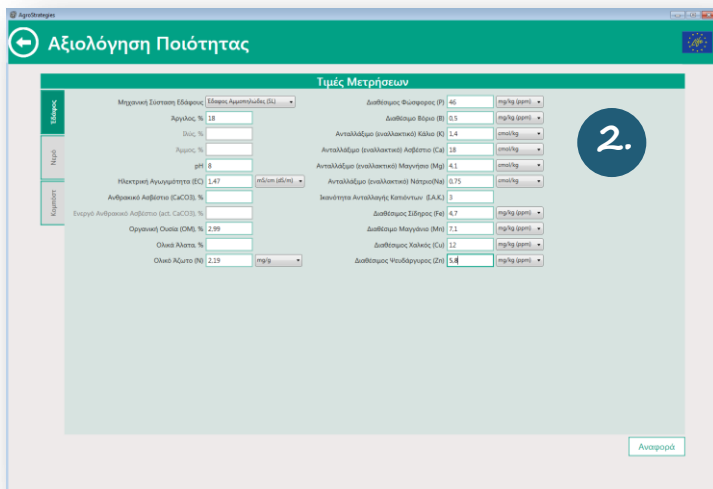 AgroStrategies
Αξιολόγηση Ποιότητας
Τιμές Μετρήσεων
Έδαφος
Νερό
Κομπόστ
Μηχανική Σύσταση Εδάφους Έδαφος Αμμοπηλώδες (SL)
Άργιλος, % 18
Ιλύς, %
Άμμος, %
pH 8
Ηλεκτρική Αγωγιμότητα (EC) 1,47 mS/cm (dS/m)
Ανθρακικό Ασβέστιο (CaCO3), %
Ενεργό Ανθρακικό Ασβέστιο (act. CaCO3), %
Οργανική Ουσία (OM), % 2,99
Ολικά Άλατα, %
Ολικό Άζωτο (N) 2,19 mg/g
Διαθέσιμος Φώσφορος (P) 46 mg/kg (ppm)
Διαθέσιμο Βόριο (B) 0,5 mg/kg (ppm)
Ανταλλάξιμο (εναλλακτικό) Κάλιο (K) 1,4 cmol/kg
Ανταλλάξιμο (εναλλακτικό) Ασβέστιο (Ca) 18 cmol/kg
Ανταλλάξιμο (εναλλακτικό) Μαγνήσιο (Mg) 4,1 cmol/kg
Ανταλλάξιμο (εναλλακτικό) Νάτριο(Na) 0,75 cmol/kg
Ικανότητα Ανταλλαγής Κατιόντων (Ι.Α.Κ.) 3
Διαθέσιμος Σίδηρος (Fe) 4,7 mg/kg (ppm)
Διαθέσιμο Μαγγάνιο (Mn) 7,1 mg/kg (ppm)
Διαθέσιμος Χαλκός (Cu) 12 mg/kg (ppm)
Διαθέσιμος Ψευδάργυρος (Zn) 5,8 mg/kg (ppm)
2.
Αναφορά